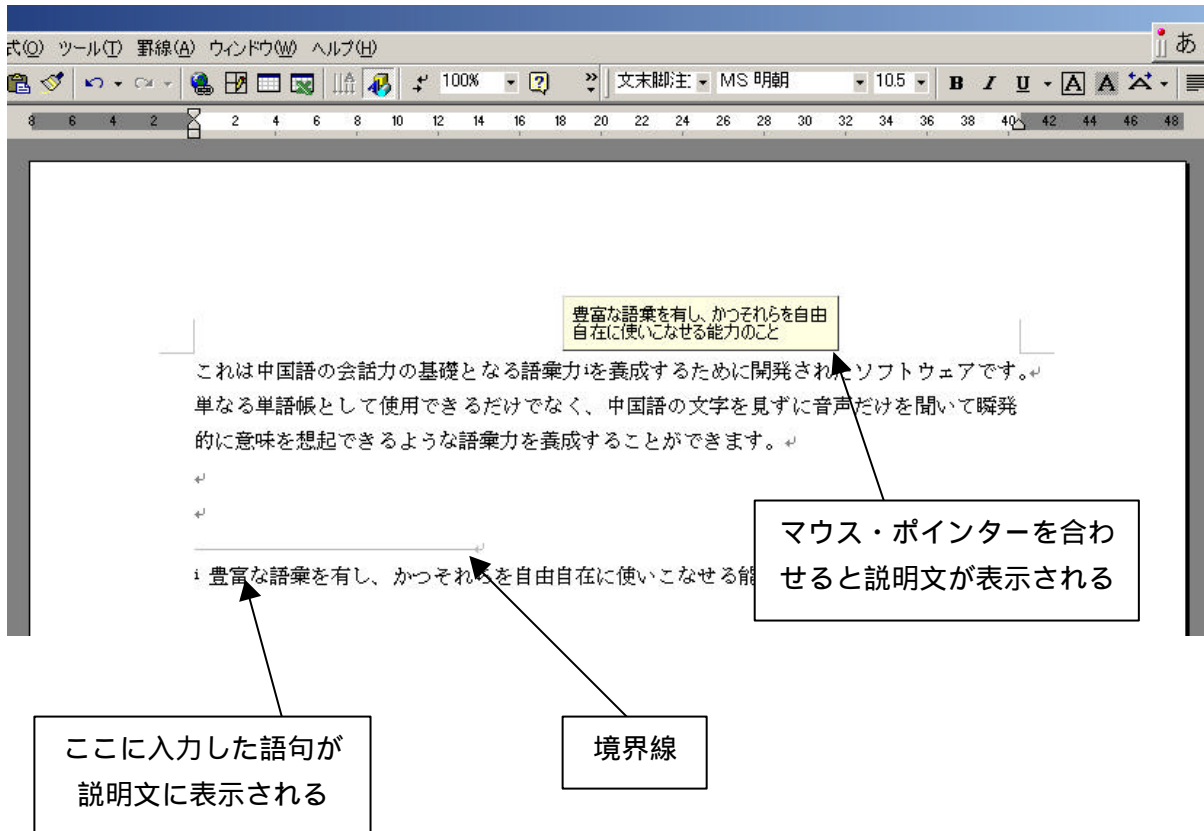 式(O) ツール(T) 罫線(A) ウィンドウ(W) ヘルプ(H)
あ
100% 文末脚注: MS 明朝 10.5 B I U A A
8 6 4 2 2 4 6 8 10 12 14 16 18 20 22 24 26 28 30 32 34 36 38 40 42 44 46 48
豊富な語彙を有し、かつそれらを自由
自在に使いこなせる能力のこと
これは中国語の会話力の基礎となる語彙力iを養成するために開発されたソフトウェアです。
単なる単語帳として使用できるだけでなく、中国語の文字を見ずに音声だけを聞いて瞬発
的に意味を想起できるような語彙力を養成することができます。
i 豊富な語彙を有し、かつそれらを自由自在に使いこなせる能
マウス・ポインターを合わ
せると説明文が表示される
ここに入力した語句が
説明文に表示される
境界線